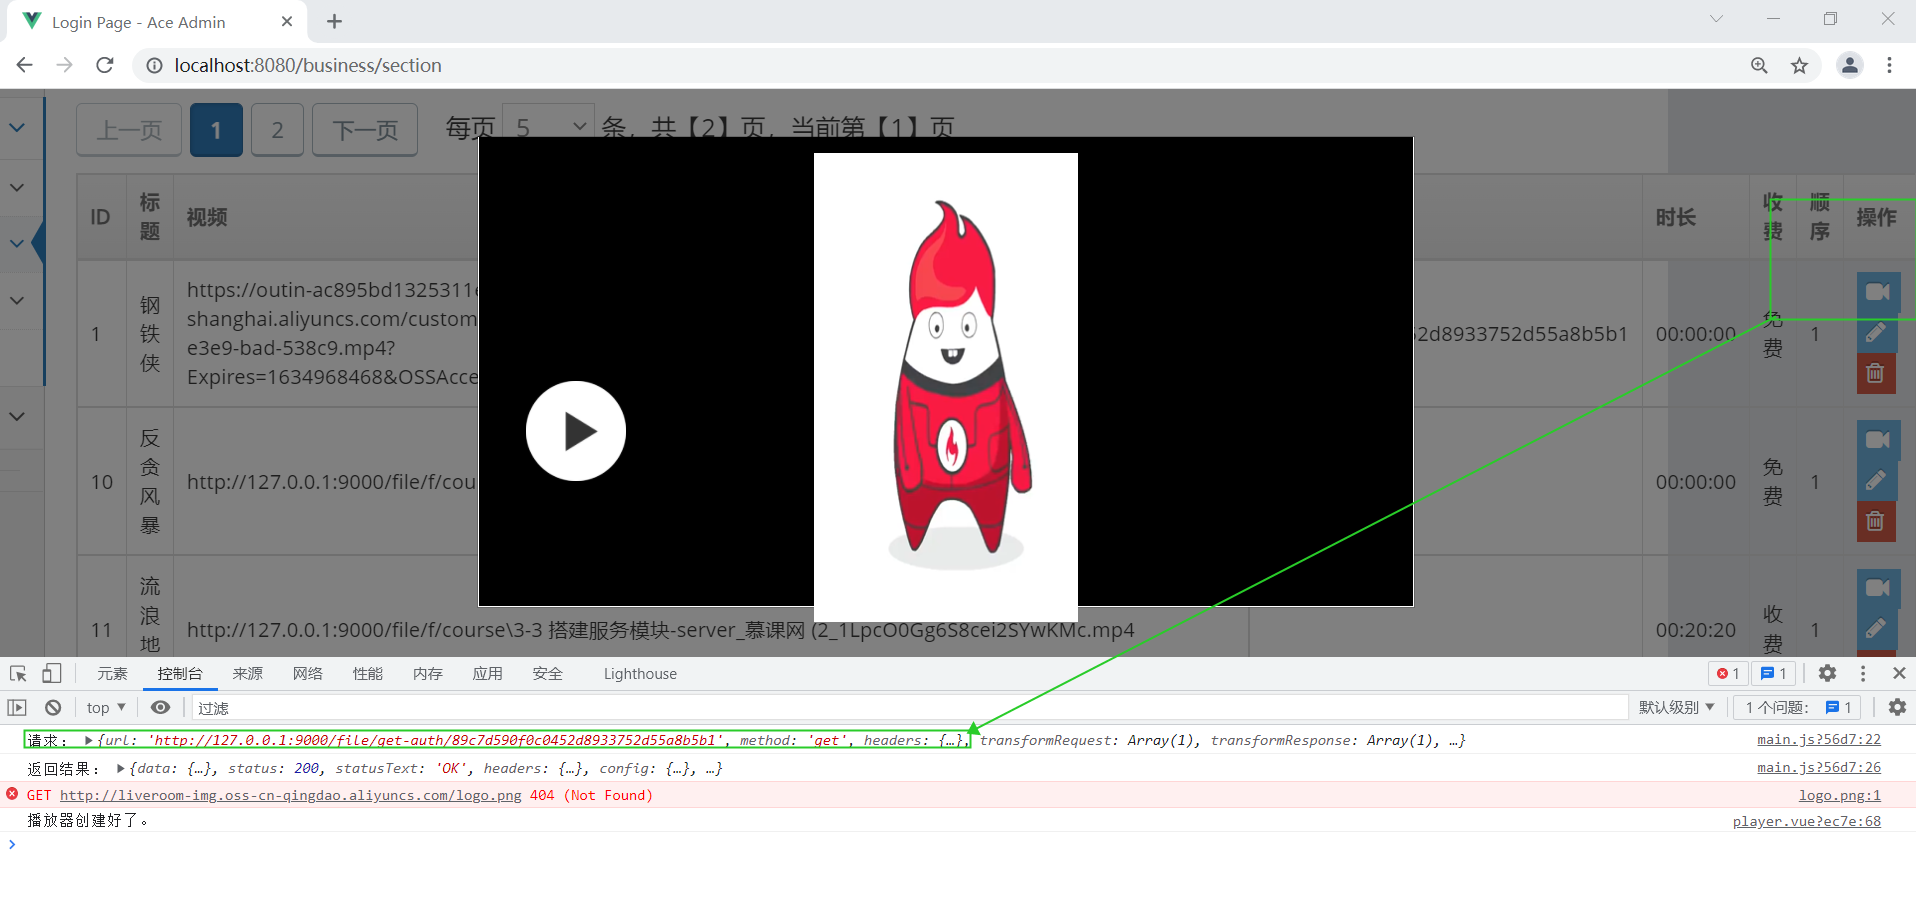 Login Page - Ace Admin
localhost:8080/business/section
上一页 1 2 下一页 每页 5 条，共【2】页，当前第【1】页
ID 标题 视频 时长 收费 顺序 操作
1 钢铁侠 https://outin-ac895bd1325311e
shanghai.aliyuncs.com/custom
e3e9-bad-538c9.mp4?
Expires=1634968468&OSSAcce
52d8933752d55a8b5b1 00:00:00 免费 1
10 反贪风暴 http://127.0.0.1:9000/file/f/cou 00:00:00 免费 1
11 流浪地 http://127.0.0.1:9000/file/f/course\3-3 搭建服务模块-server_慕课网 (2_1LpcO0Gg6S8cei2SYwKMc.mp4 00:20:20 收费 1
元素 控制台 来源 网络 性能 内存 应用 安全 Lighthouse 1 1
top 过滤 默认级别 1 个问题： 1
请求： {url: 'http://127.0.0.1:9000/file/get-auth/89c7d590f0c0452d8933752d55a8b5b1', method: 'get', headers: {…}, transformRequest: Array(1), transformResponse: Array(1), …} main.js?56d7:22
返回结果： {data: {…}, status: 200, statusText: 'OK', headers: {…}, config: {…}, …} main.js?56d7:26
GET http://liveroom-img.oss-cn-qingdao.aliyuncs.com/logo.png 404 (Not Found) logo.png:1
播放器创建好了。 player.vue?ec7e:68